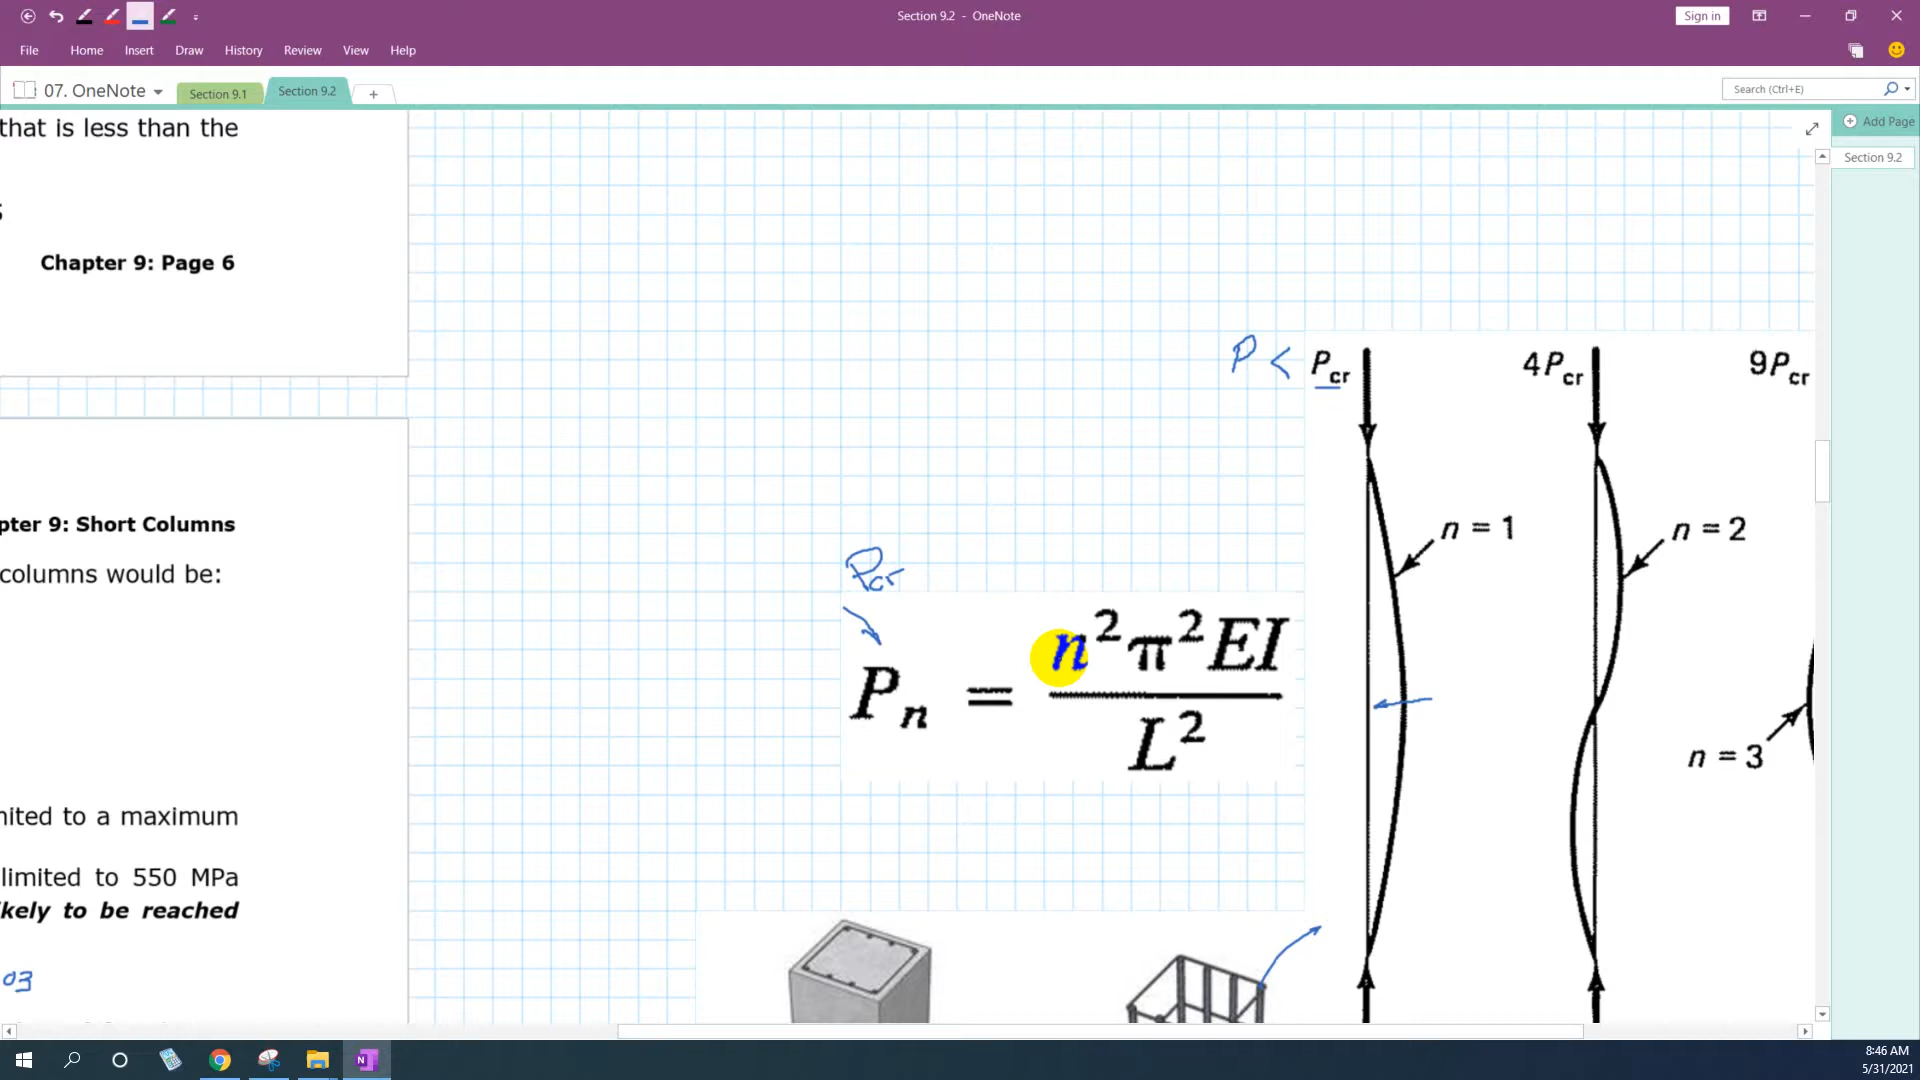 Section 9.2 - OneNote
Sign in
File Home Insert Draw History Review View Help
07. OneNote
Section 9.1
Section 9.2
+
Search (Ctrl+E)
Add Page
Section 9.2
that is less than the
Chapter 9: Page 6
pter 9: Short Columns
columns would be:
nited to a maximum
limited to 550 MPa
kely to be reached
03
P < Pcr
4Pcr
9Pcr
n = 1
n = 2
n = 3
Pcr
Pn = n²π²EI
L²
N
8:46 AM
5/31/2021